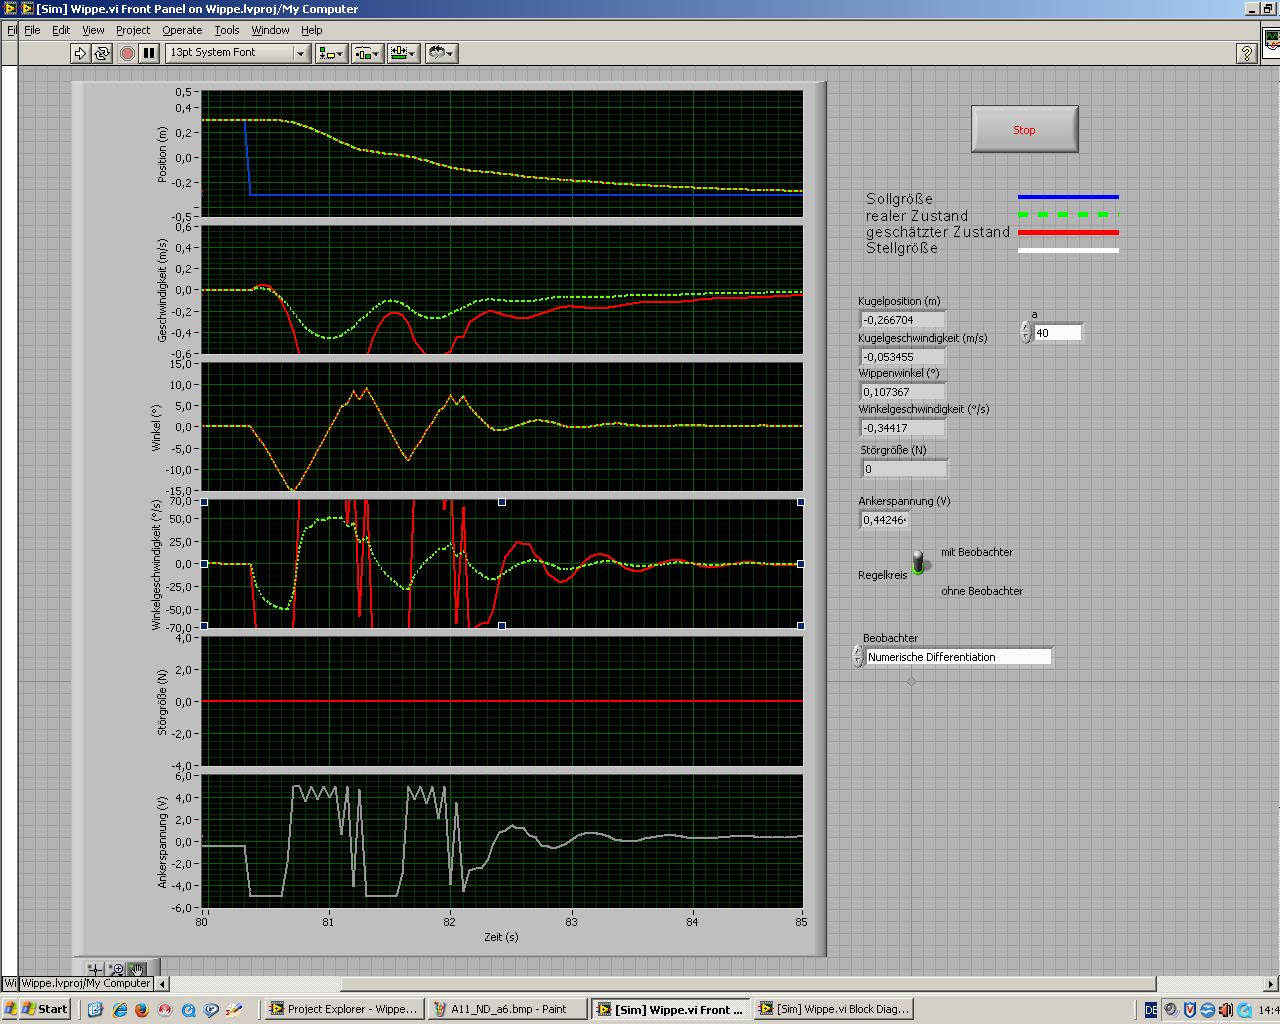 [Sim] Wippe.vi Front Panel on Wippe.lvproj/My Computer
Fil File Edit View Project Operate Tools Window Help
13pt System Font
?
0,5
0,4
0,2
0,0
-0,2
-0,5
Position (m)
0,6
0,4
0,2
0,0
-0,2
-0,4
-0,6
Geschwindigkeit (m/s)
15,0
10,0
5,0
0,0
-5,0
-10,0
-15,0
Winkel (°)
70,0
50,0
25,0
0,0
-25,0
-50,0
-70,0
Winkelgeschwindigkeit (°/s)
4,0
2,0
0,0
-2,0
-4,0
Störgröße (N)
6,0
4,0
2,0
0,0
-2,0
-4,0
-6,0
Ankerspannung (V)
80 81 82 83 84 85
Zeit (s)
Stop
Sollgröße
realer Zustand
geschätzter Zustand
Stellgröße
Kugelposition (m)
-0,266704
a
40
Kugelgeschwindigkeit (m/s)
-0,053455
Wippenwinkel (°)
0,107367
Winkelgeschwindigkeit (°/s)
-0,34417
Störgröße (N)
0
Ankerspannung (V)
0,44246
mit Beobachter
Regelkreis
ohne Beobachter
Beobachter
Numerische Differentiation
Wi Wippe.lvproj/My Computer
Start
Project Explorer - Wippe...
A11_ND_a6.bmp - Paint
[Sim] Wippe.vi Front ...
[Sim] Wippe.vi Block Diag...
DE
14:4